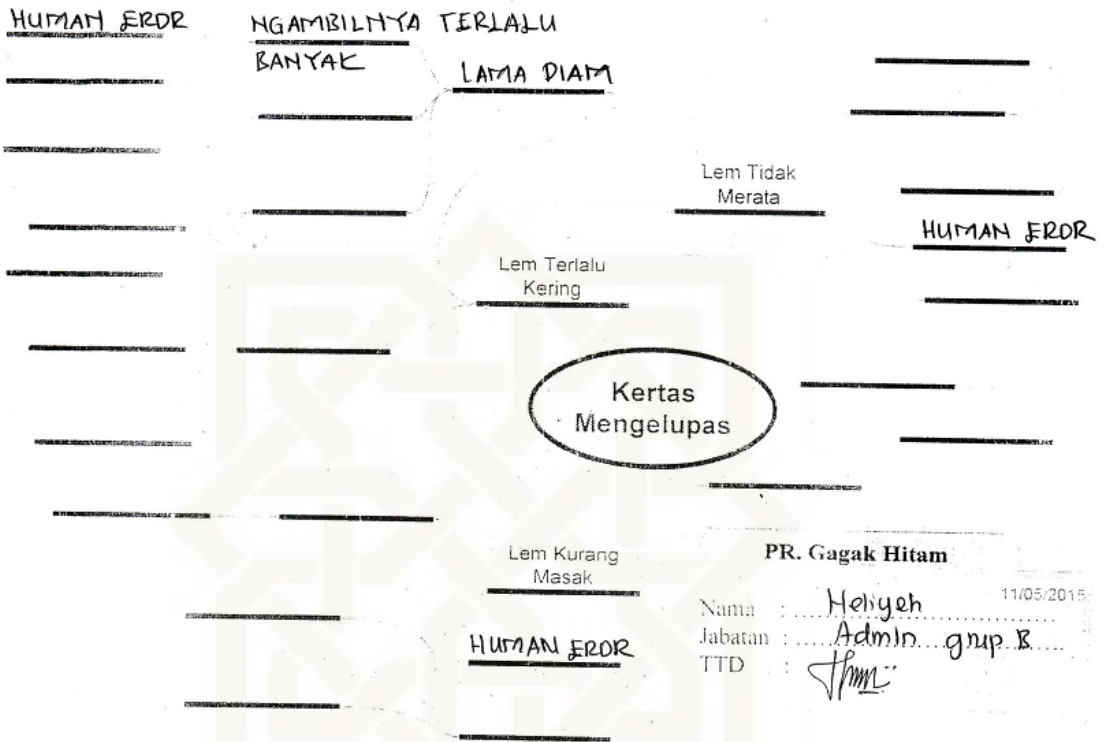 HUMAN EROR
NGAMBILNYA TERLALU
BANYAK
LAMA DIAM
Lem Tidak
Merata
HUMAN EROR
Lem Terlalu
Kering
Kertas
Mengelupas
Lem Kurang
Masak
HUMAN EROR
PR. Gagak Hitam
11/05/2015
Nama : Heliyeh
Jabatan : Admin grup B
TTD :